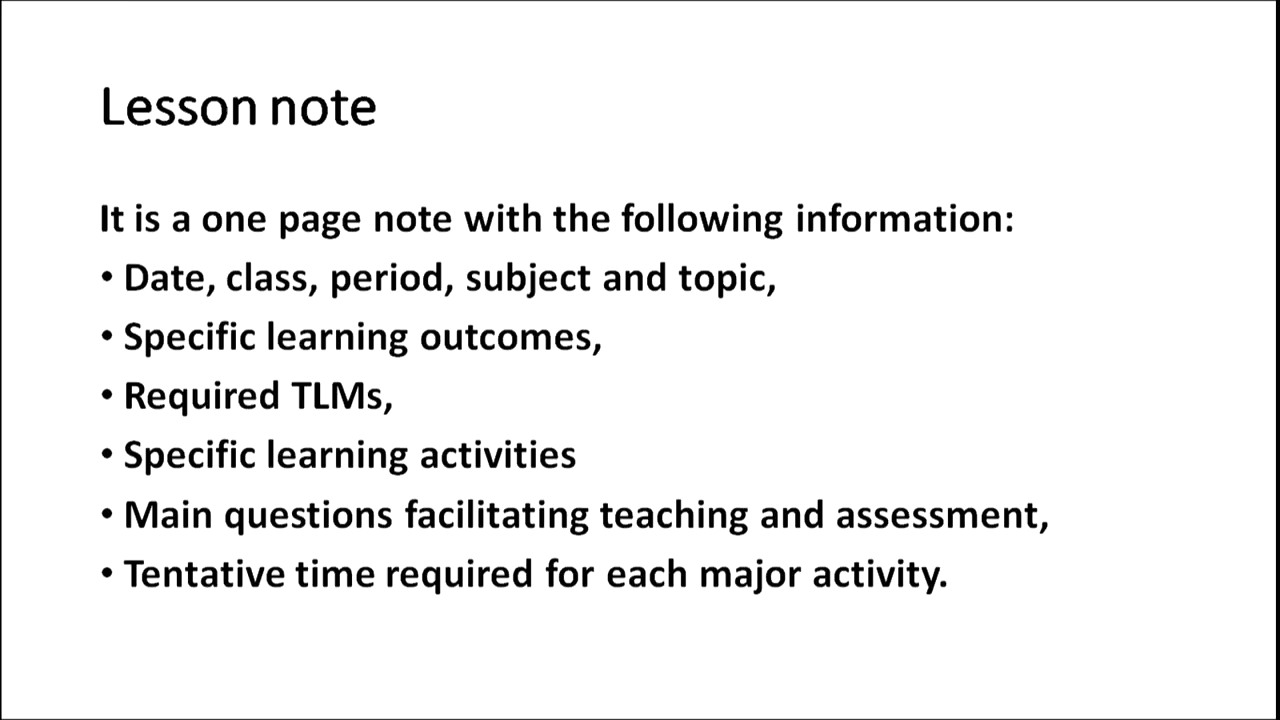 Lesson note
It is a one page note with the following information:
• Date, class, period, subject and topic,
• Specific learning outcomes,
• Required TLMs,
• Specific learning activities
• Main questions facilitating teaching and assessment,
• Tentative time required for each major activity.